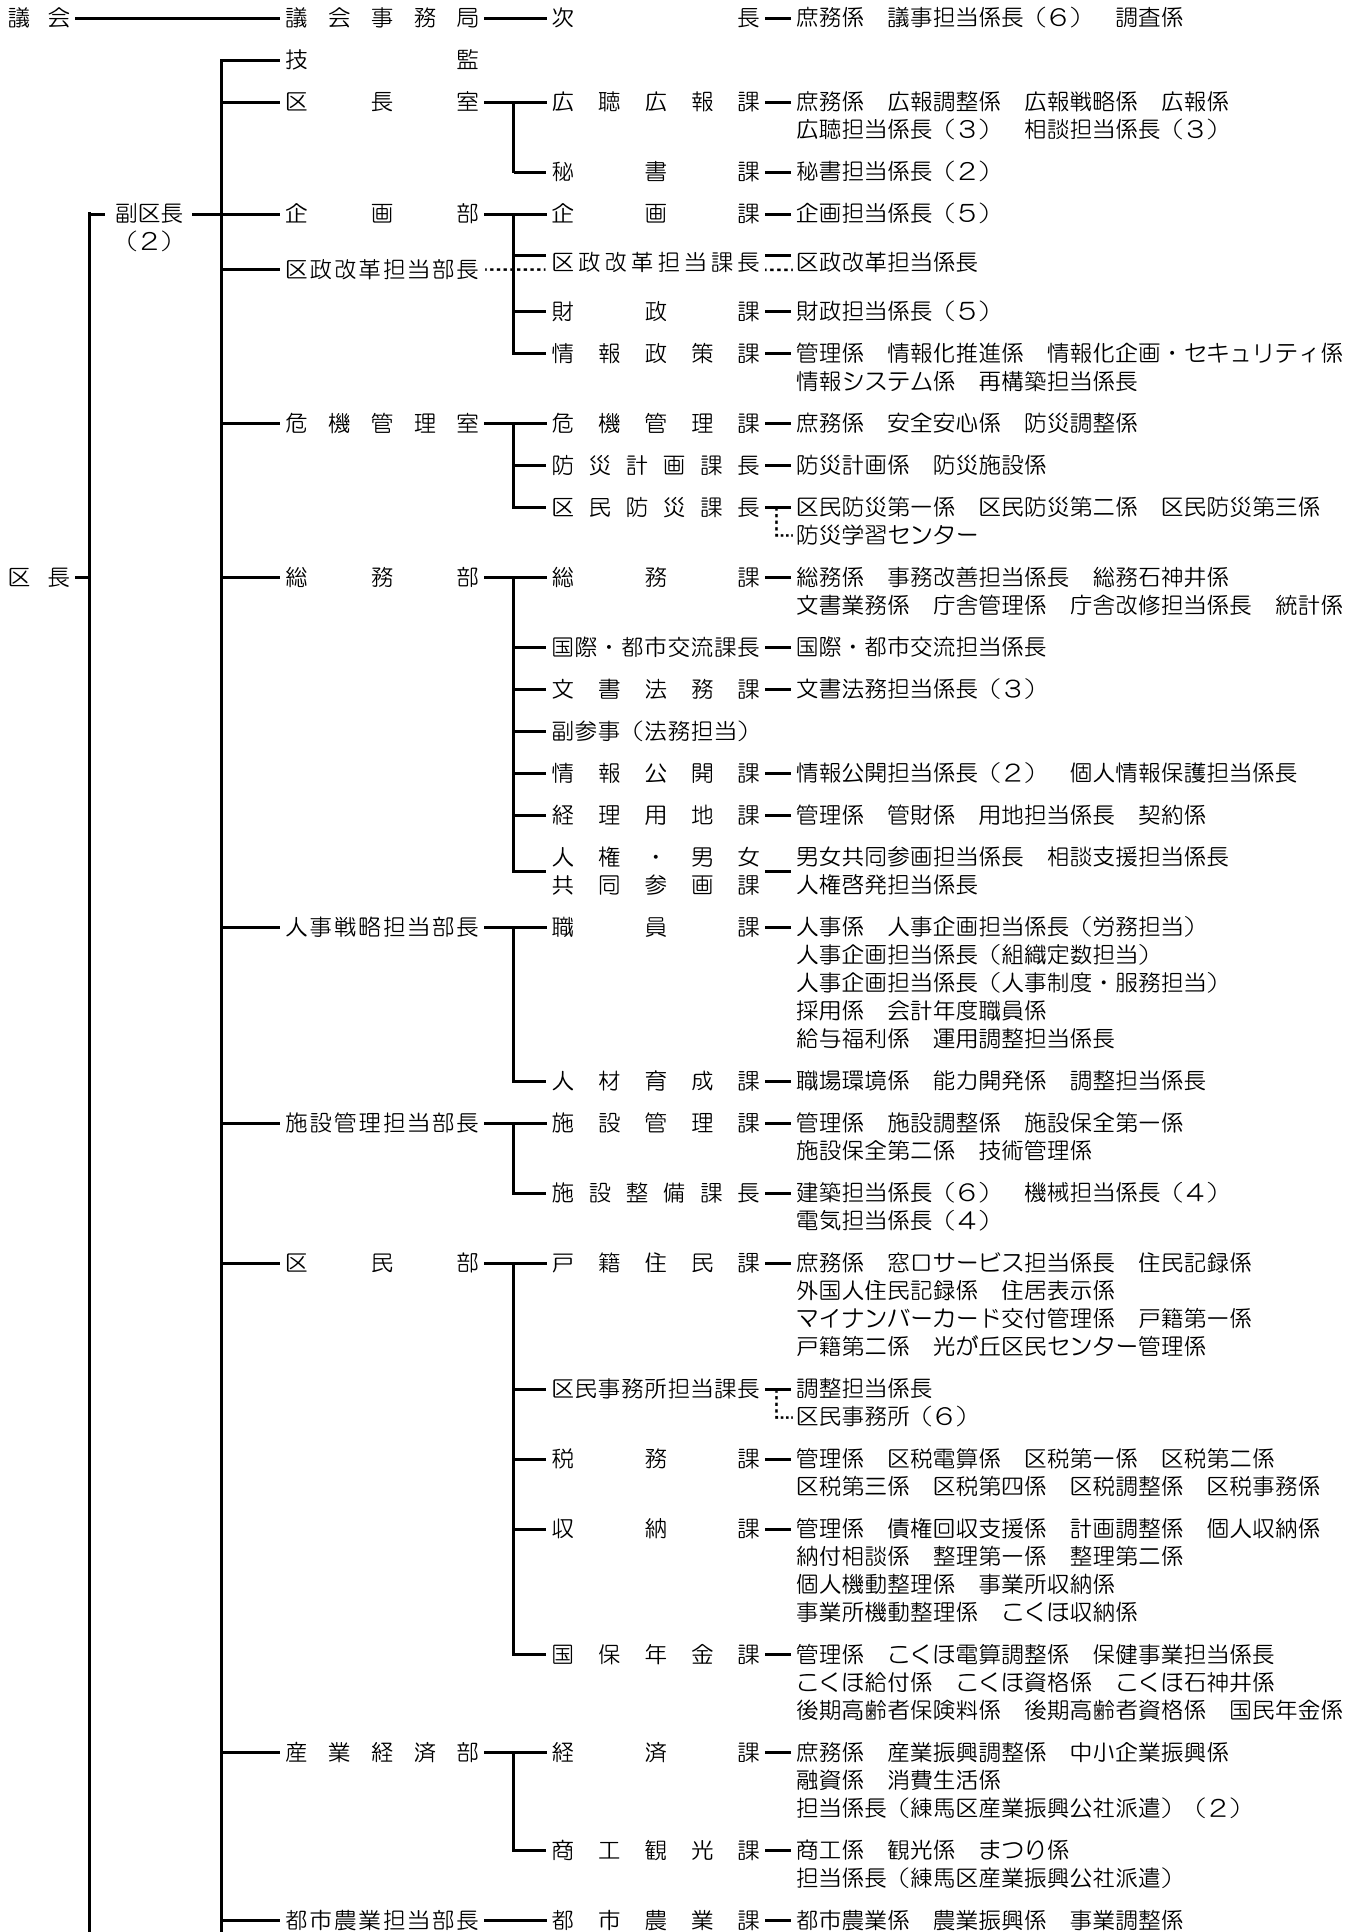 議会 議会事務局 次長 庶務係 議事担当係長（６） 調査係
技監
区長室 広聴広報課 庶務係 広報調整係 広報戦略係 広報係
広聴担当係長（３） 相談担当係長（３）
秘書課 秘書担当係長（２）
副区長 企画部 企画課 企画担当係長（５）
（２）
区政改革担当部長 区政改革担当課長 区政改革担当係長
財政課 財政担当係長（５）
情報政策課 管理係 情報化推進係 情報化企画・セキュリティ係
情報システム係 再構築担当係長
危機管理室 危機管理課 庶務係 安全安心係 防災調整係
防災計画課長 防災計画係 防災施設係
区民防災課長 区民防災第一係 区民防災第二係 区民防災第三係
防災学習センター
区長 総務部 総務課 総務係 事務改善担当係長 総務石神井係
文書業務係 庁舎管理係 庁舎改修担当係長 統計係
国際・都市交流課長 国際・都市交流担当係長
文書法務課 文書法務担当係長（３）
副参事（法務担当）
情報公開課 情報公開担当係長（２） 個人情報保護担当係長
経理用地課 管理係 管財係 用地担当係長 契約係
人権・男女 男女共同参画担当係長 相談支援担当係長
共同参画課 人権啓発担当係長
人事戦略担当部長 職員課 人事係 人事企画担当係長（労務担当）
人事企画担当係長（組織定数担当）
人事企画担当係長（人事制度・服務担当）
採用係 会計年度職員係
給与福利係 運用調整担当係長
人材育成課 職場環境係 能力開発係 調整担当係長
施設管理担当部長 施設管理課 管理係 施設調整係 施設保全第一係
施設保全第二係 技術管理係
施設整備課長 建築担当係長（６） 機械担当係長（４）
電気担当係長（４）
区民部 戸籍住民課 庶務係 窓口サービス担当係長 住民記録係
外国人住民記録係 住居表示係
マイナンバーカード交付管理係 戸籍第一係
戸籍第二係 光が丘区民センター管理係
区民事務所担当課長 調整担当係長
区民事務所（６）
税務課 管理係 区税電算係 区税第一係 区税第二係
区税第三係 区税第四係 区税調整係 区税事務係
収納課 管理係 債権回収支援係 計画調整係 個人収納係
納付相談係 整理第一係 整理第二係
個人機動整理係 事業所収納係
事業所機動整理係 こくほ収納係
国保年金課 管理係 こくほ電算調整係 保健事業担当係長
こくほ給付係 こくほ資格係 こくほ石神井係
後期高齢者保険料係 後期高齢者資格係 国民年金係
産業経済部 経済課 庶務係 産業振興調整係 中小企業振興係
融資係 消費生活係
担当係長（練馬区産業振興公社派遣）（２）
商工観光課 商工係 観光係 まつり係
担当係長（練馬区産業振興公社派遣）
都市農業担当部長 都市農業課 都市農業係 農業振興係 事業調整係